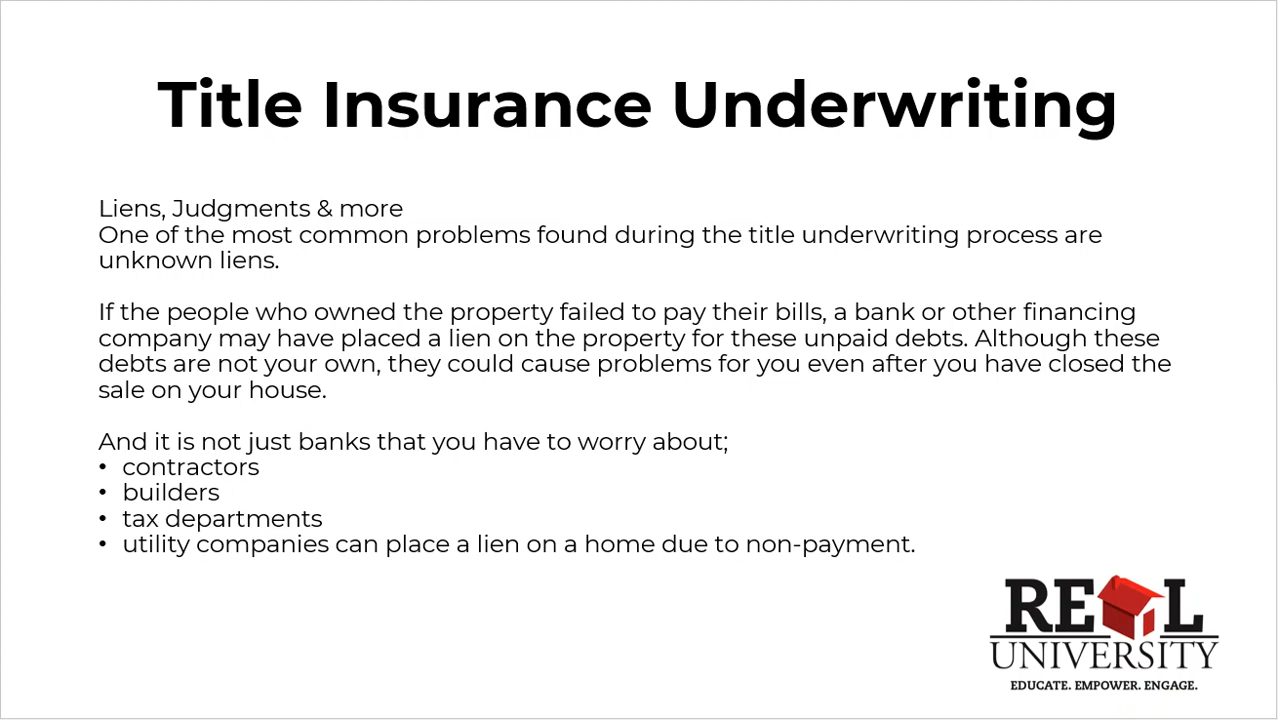 Title Insurance Underwriting
Liens, Judgments & more
One of the most common problems found during the title underwriting process are
unknown liens.
If the people who owned the property failed to pay their bills, a bank or other financing
company may have placed a lien on the property for these unpaid debts. Although these
debts are not your own, they could cause problems for you even after you have closed the
sale on your house.
And it is not just banks that you have to worry about;
• contractors
• builders
• tax departments
• utility companies can place a lien on a home due to non-payment.
RE L
UNIVERSITY
EDUCATE. EMPOWER. ENGAGE.